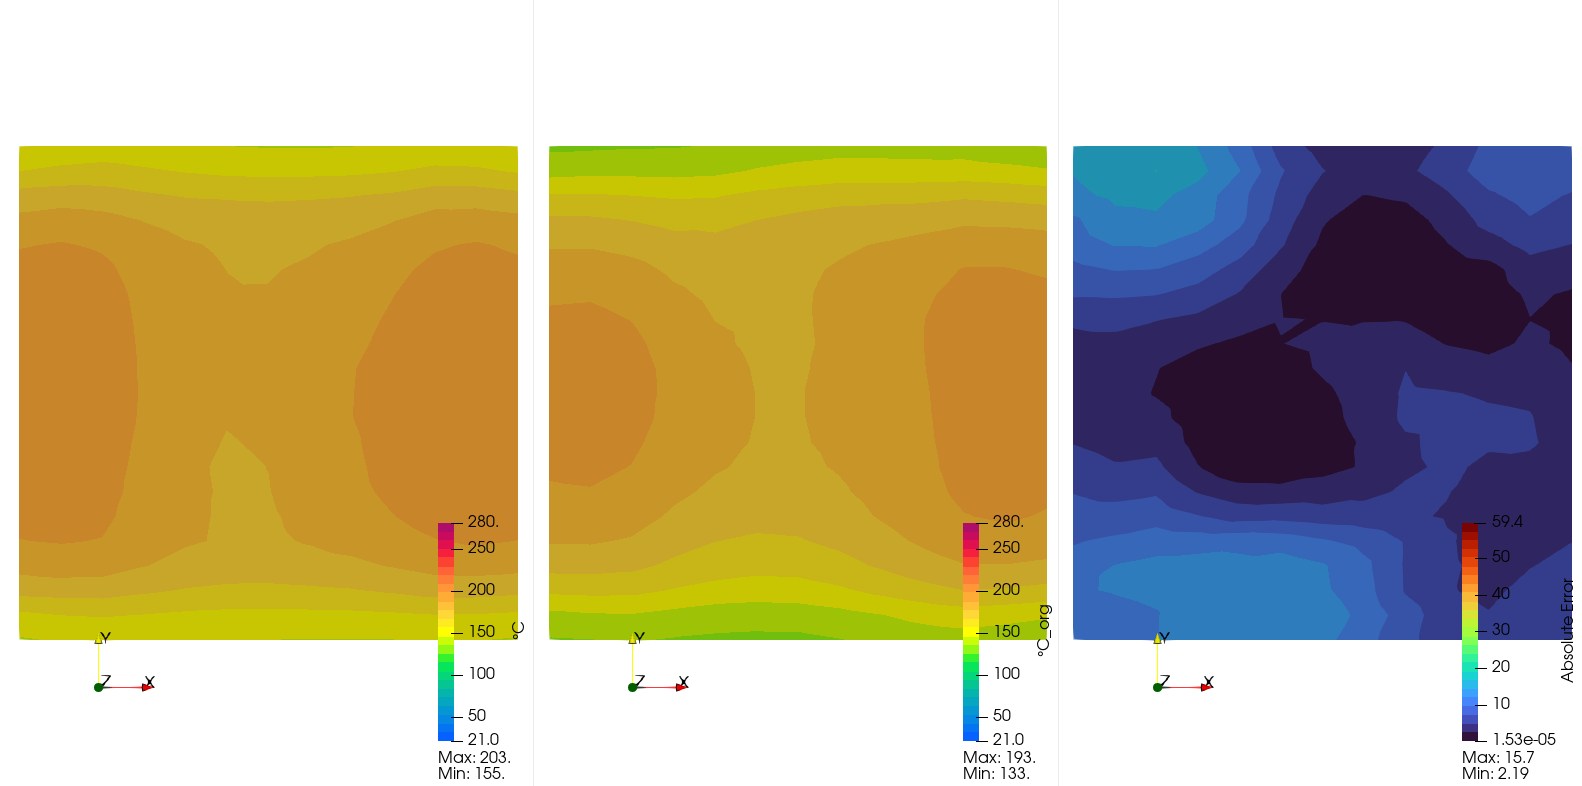 280.
250
200
150
100
50
21.0
°C
Max: 203.
Min: 155.
Y
Z
X
280.
250
200
150
100
50
21.0
°C_org
Max: 193.
Min: 133.
Y
Z
X
59.4
50
40
30
20
10
1.53e-05
Absolute Error
Max: 15.7
Min: 2.19
Y
Z
X